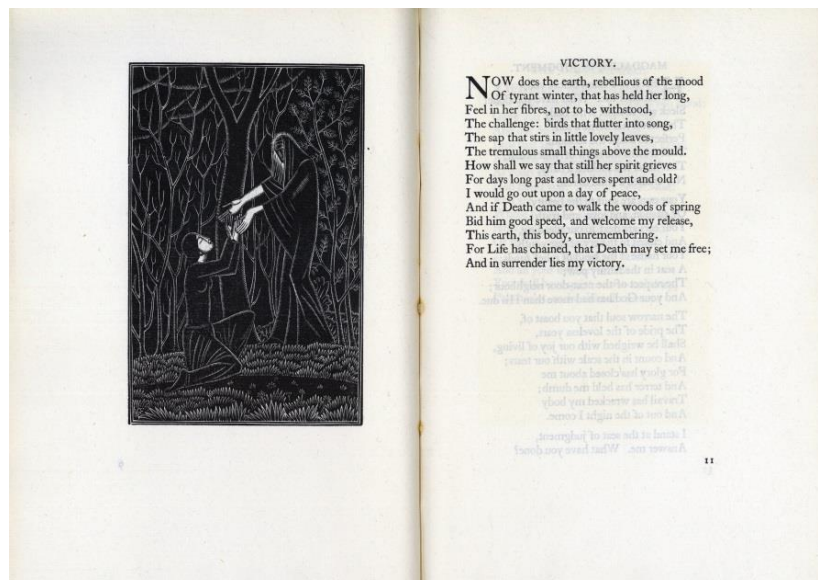 VICTORY.
NOW does the earth, rebellious of the mood
Of tyrant winter, that has held her long,
Feel in her fibres, not to be withstood,
The challenge: birds that flutter into song,
The sap that stirs in little lovely leaves,
The tremulous small things above the mould.
How shall we say that still her spirit grieves
For days long past and lovers spent and old?
I would go out upon a day of peace,
And if Death came to walk the woods of spring
Bid him good speed, and welcome my release,
This earth, this body, unremembering.
For Life has chained, that Death may set me free;
And in surrender lies my victory.
11